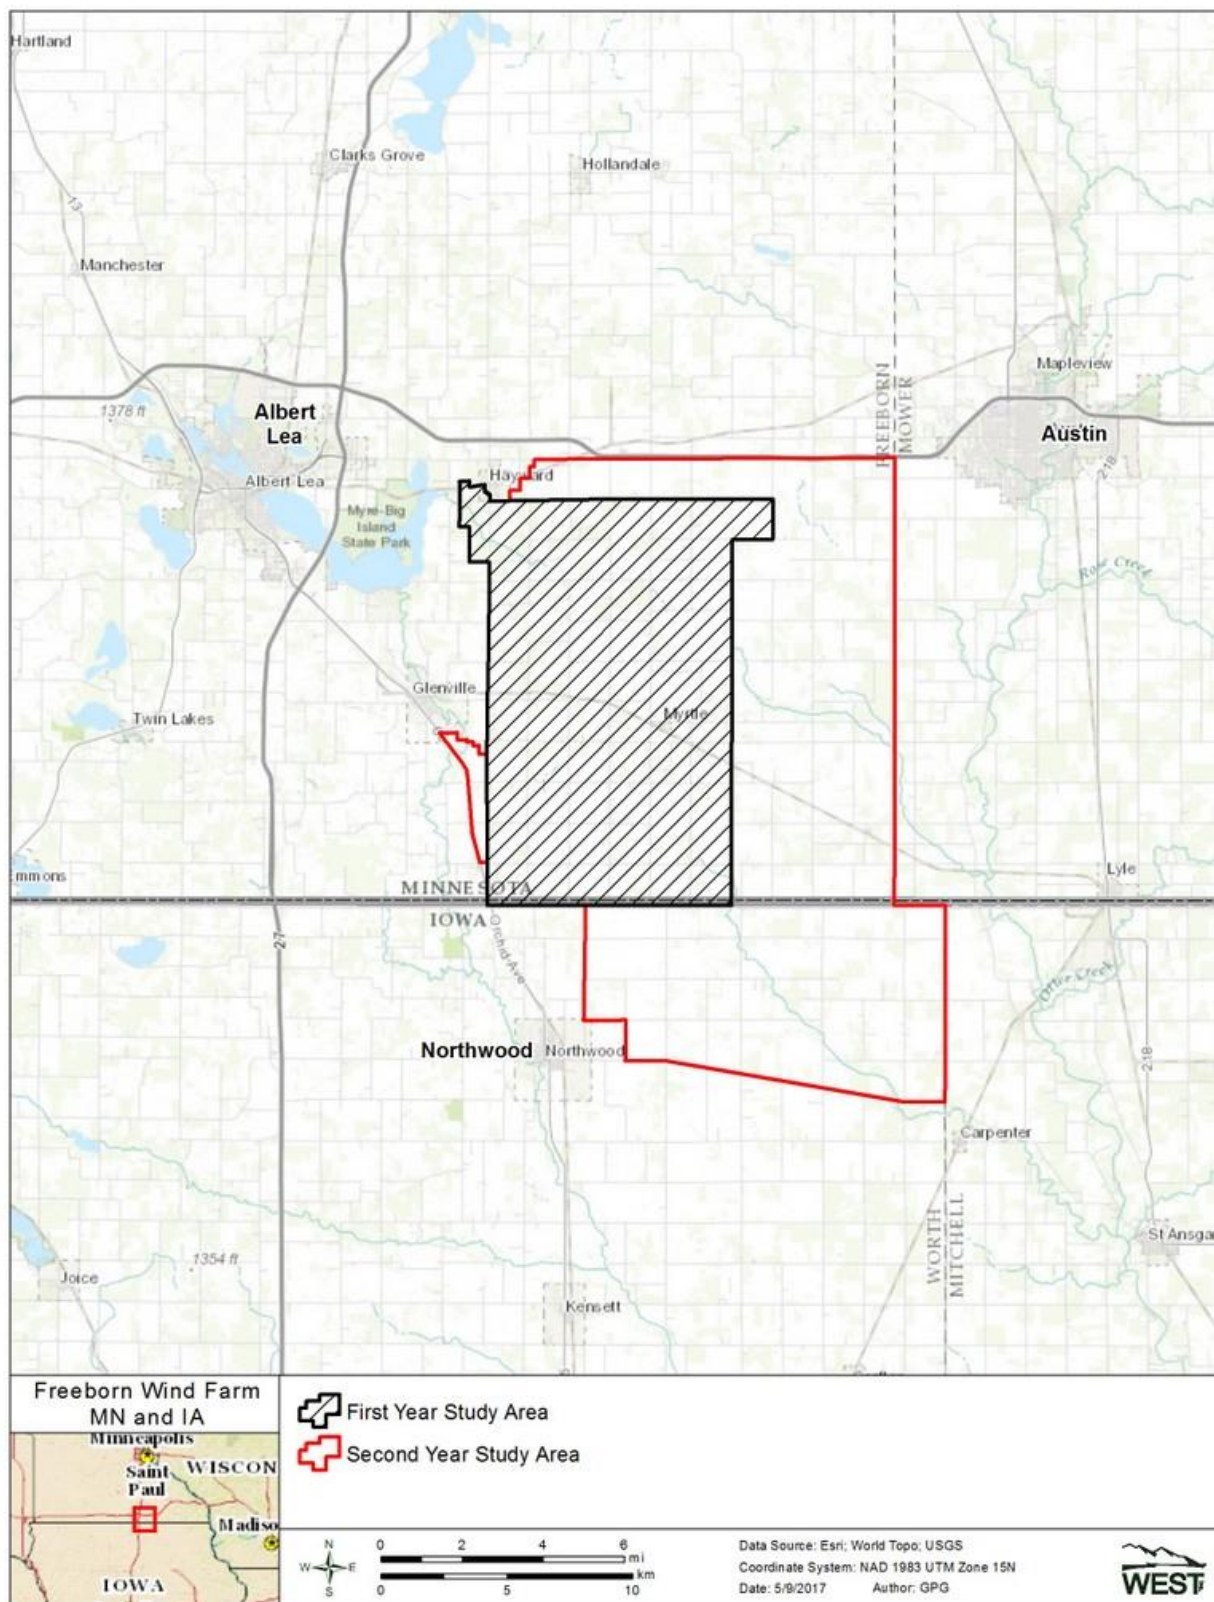 Hartland
Clarks Grove
Hollandale
13
Manchester
Mapleview
FREEBORN
MOWER
1378 ft
Albert
Lea
Austin
218
Hayward
Albert Lea
Myre-Big
Island
State Park
Rose Creek
Glenville
Myrtle
Twin Lakes
mmons
Lyle
MINNESOTA
IOWA
27
Orchid Ave
Otter Creek
Northwood
Northwood
218
Carpenter
WORTH
MITCHELL
St Ansga
1354 ft
Joice
Kensett
Freeborn Wind Farm
MN and IA
Minneapolis
Saint
Paul
WISCON
Madiso
IOWA
First Year Study Area
Second Year Study Area
N
W
E
S
0 2 4 6
mi
km
0 5 10
Data Source: Esri; World Topo; USGS
Coordinate System: NAD 1983 UTM Zone 15N
Date: 5/9/2017 Author: GPG
WEST